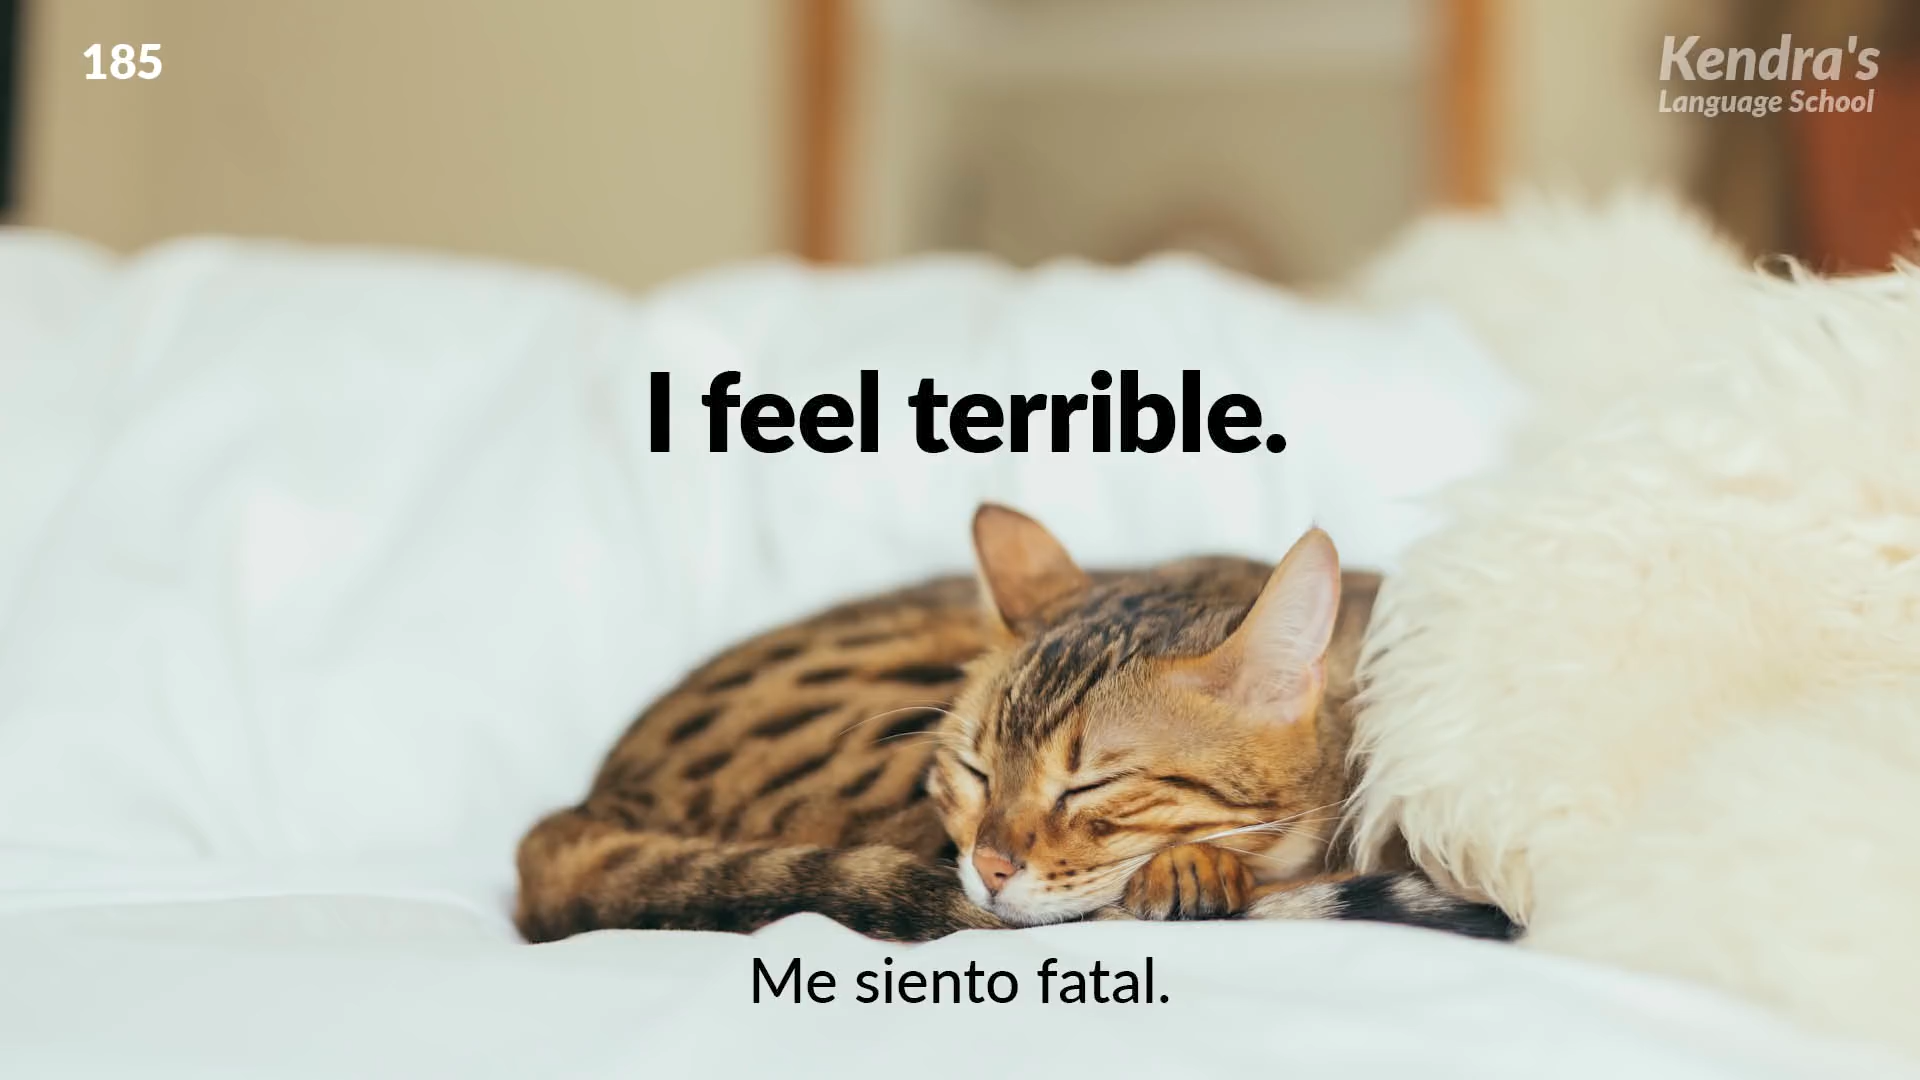 185
Kendra's
Language School
I feel terrible.
Me siento fatal.